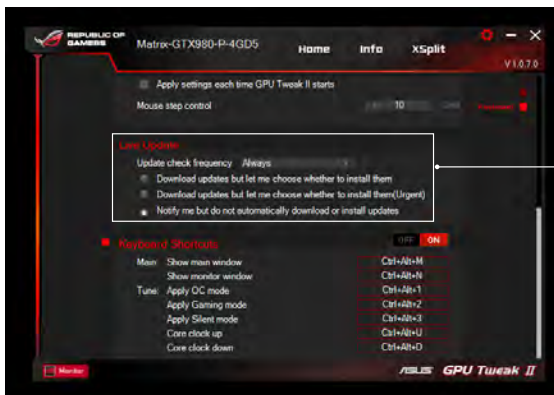 REPUBLIC OF
GAMERS
Matrix-GTX980-P-4GD5
Home Info XSplit
V1.0.7.0
Apply settings each time GPU Tweak II starts
Mouse step control 10
Live Update
Update check frequency Always
Download updates but let me choose whether to install them
Download updates but let me choose whether to install them(Urgent)
Notify me but do not automatically download or install updates
Keyboard Shortcuts OFF ON
Main: Show main window Ctrl+Alt+M
Show monitor window Ctrl+Alt+N
Tune: Apply OC mode Ctrl+Alt+1
Apply Gaming mode Ctrl+Alt+2
Apply Silent mode Ctrl+Alt+3
Core clock up Ctrl+Alt+U
Core clock down Ctrl+Alt+D
Monitor
ASUS GPU Tweak II